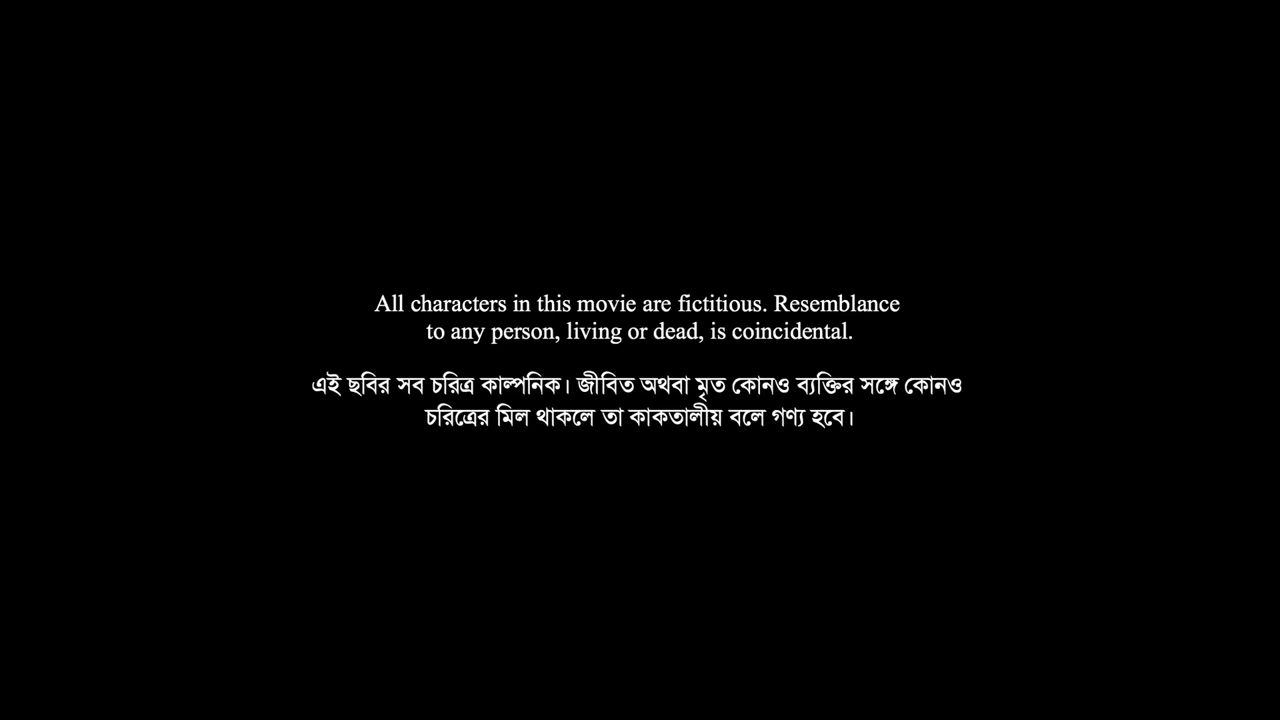 All characters in this movie are fictitious. Resemblance
to any person, living or dead, is coincidental.
এই ছবির সব চরিত্র কাল্পনিক। জীবিত অথবা মৃত কোনও ব্যক্তির সঙ্গে কোনও
চরিত্রের মিল থাকলে তা কাকতালীয় বলে গণ্য হবে।